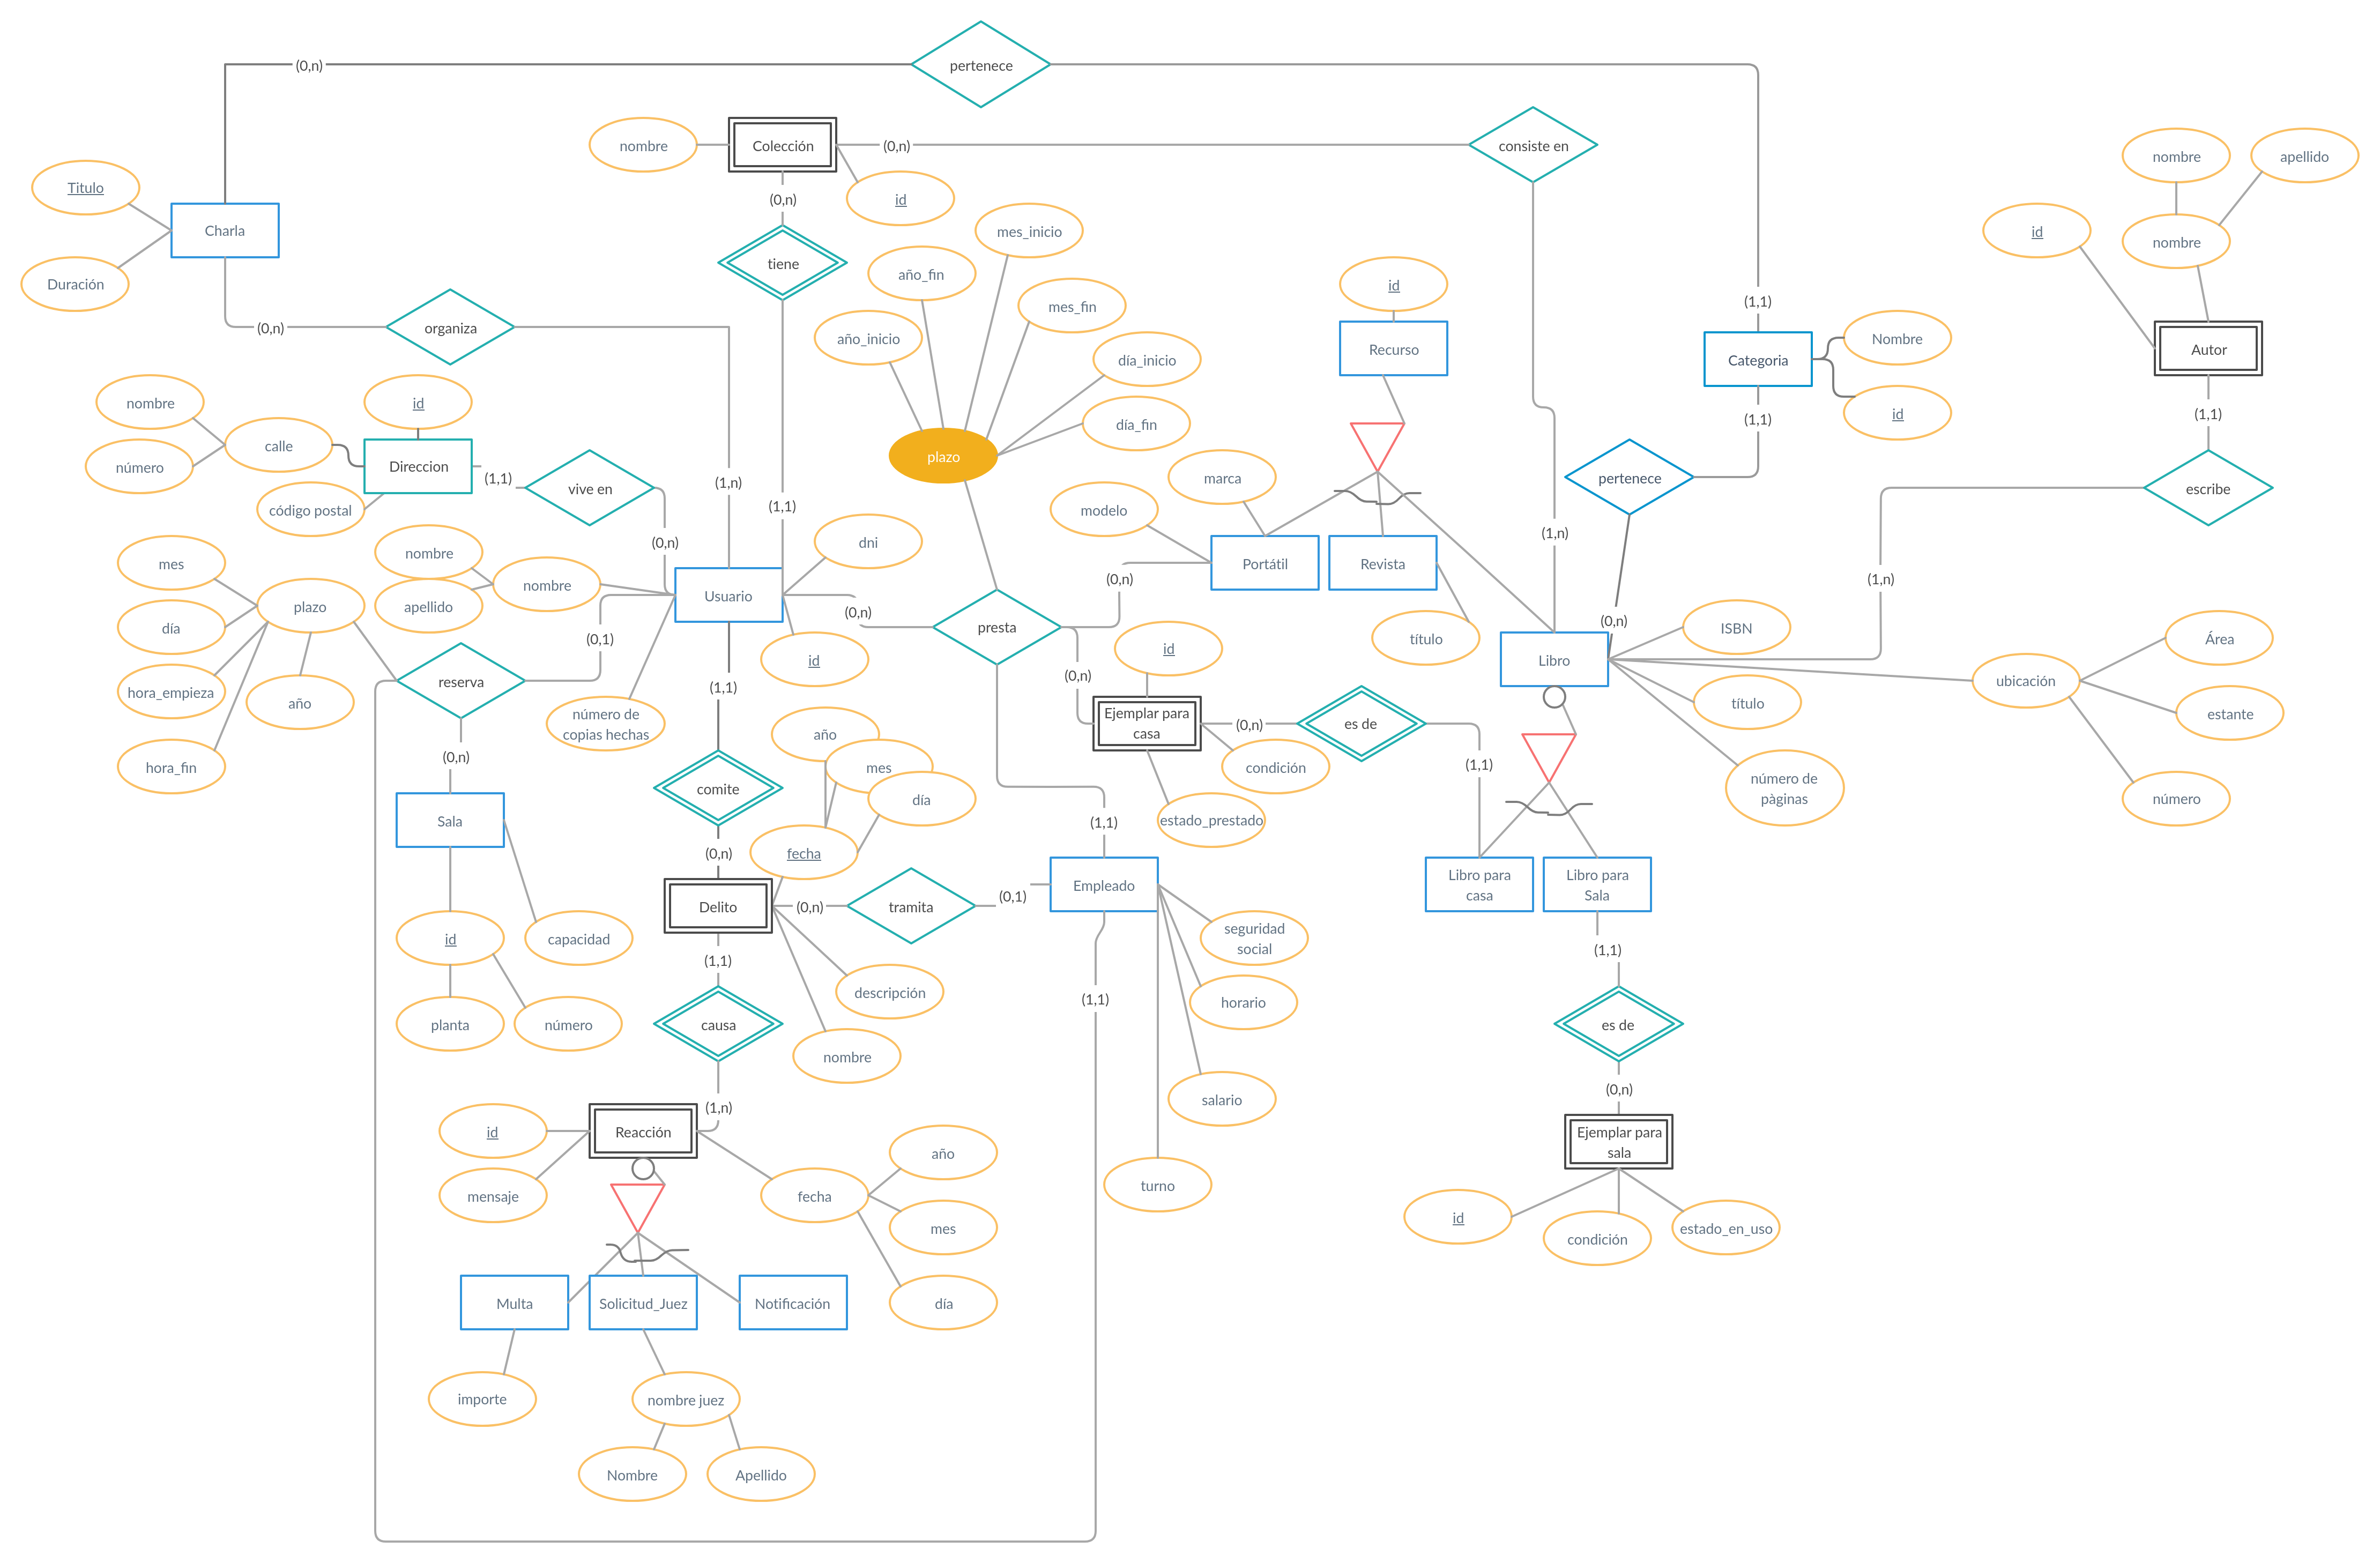 pertenece
(0,n)
nombre
Colección
(0,n)
consiste en
nombre
apellido
Titulo
id
(0,n)
Charla
mes_inicio
id
nombre
tiene
Duración
año_fin
id
mes_fin
(1,1)
(0,n)
organiza
año_inicio
Recurso
Nombre
Autor
día_inicio
Categoria
nombre
id
id
(1,1)
(1,1)
día_fin
calle
número
Direccion
(1,1)
plazo
marca
pertenece
vive en
(1,n)
escribe
código postal
(1,1)
modelo
(1,n)
(0,n)
dni
nombre
mes
Portátil
Revista
nombre
Usuario
(0,n)
(1,n)
plazo
apellido
(0,n)
(0,n)
día
presta
ISBN
(0,1)
título
Área
id
id
Libro
(0,n)
reserva
(1,1)
ubicación
hora_empieza
año
título
número de
copias hechas
Ejemplar para
casa
(0,n)
es de
estante
año
(0,n)
hora_fin
mes
condición
(1,1)
número de
pàginas
comite
día
número
Sala
(1,1)
estado_prestado
(0,n)
fecha
Empleado
Libro para
casa
Libro para
Sala
Delito
(0,n)
tramita
(0,1)
seguridad
social
id
capacidad
(1,1)
(1,1)
descripción
(1,1)
horario
planta
número
causa
es de
nombre
(0,n)
salario
(1,n)
id
Reacción
Ejemplar para
sala
año
mensaje
fecha
turno
id
mes
condición
estado_en_uso
Multa
Solicitud_Juez
Notificación
día
importe
nombre juez
Nombre
Apellido